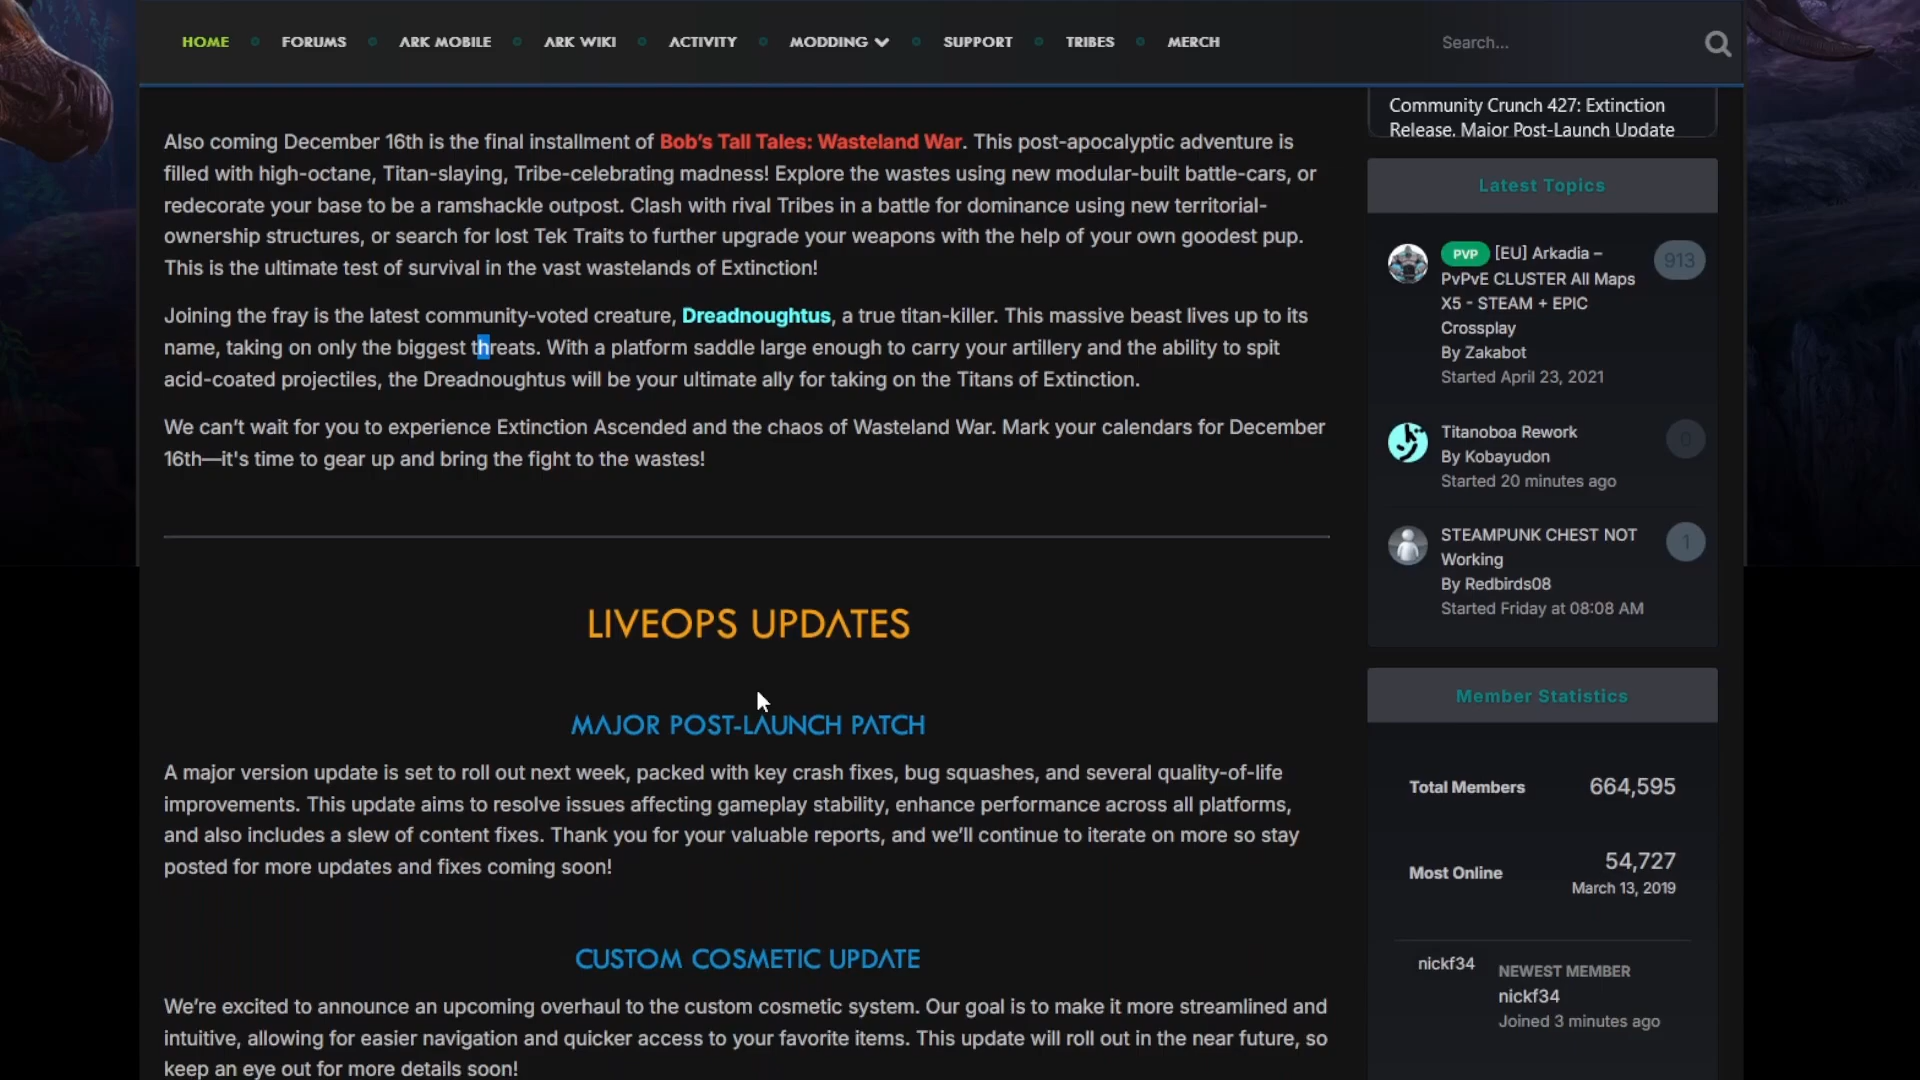 HOME
FORUMS
ARK MOBILE
ARK WIKI
ACTIVITY
MODDING
SUPPORT
TRIBES
MERCH
Search...
Also coming December 16th is the final installment of Bob's Tall Tales: Wasteland War. This post-apocalyptic adventure is
filled with high-octane, Titan-slaying, Tribe-celebrating madness! Explore the wastes using new modular-built battle-cars, or
redecorate your base to be a ramshackle outpost. Clash with rival Tribes in a battle for dominance using new territorial-
ownership structures, or search for lost Tek Traits to further upgrade your weapons with the help of your own goodest pup.
This is the ultimate test of survival in the vast wastelands of Extinction!
Joining the fray is the latest community-voted creature, Dreadnoughtus, a true titan-killer. This massive beast lives up to its
name, taking on only the biggest threats. With a platform saddle large enough to carry your artillery and the ability to spit
acid-coated projectiles, the Dreadnoughtus will be your ultimate ally for taking on the Titans of Extinction.
We can't wait for you to experience Extinction Ascended and the chaos of Wasteland War. Mark your calendars for December
16th—it's time to gear up and bring the fight to the wastes!
LIVEOPS UPDATES
MAJOR POST-LAUNCH PATCH
A major version update is set to roll out next week, packed with key crash fixes, bug squashes, and several quality-of-life
improvements. This update aims to resolve issues affecting gameplay stability, enhance performance across all platforms,
and also includes a slew of content fixes. Thank you for your valuable reports, and we'll continue to iterate on more so stay
posted for more updates and fixes coming soon!
CUSTOM COSMETIC UPDATE
We're excited to announce an upcoming overhaul to the custom cosmetic system. Our goal is to make it more streamlined and
intuitive, allowing for easier navigation and quicker access to your favorite items. This update will roll out in the near future, so
keep an eye out for more details soon!
Community Crunch 427: Extinction
Release, Major Post-Launch Update
Latest Topics
PVP [EU] Arkadia –
PvPvE CLUSTER All Maps
X5 - STEAM + EPIC
Crossplay
By Zakabot
Started April 23, 2021
913
Titanoboa Rework
By Kobayudon
Started 20 minutes ago
0
STEAMPUNK CHEST NOT
Working
By Redbirds08
Started Friday at 08:08 AM
1
Member Statistics
Total Members
664,595
Most Online
54,727
March 13, 2019
nickf34
NEWEST MEMBER
nickf34
Joined 3 minutes ago